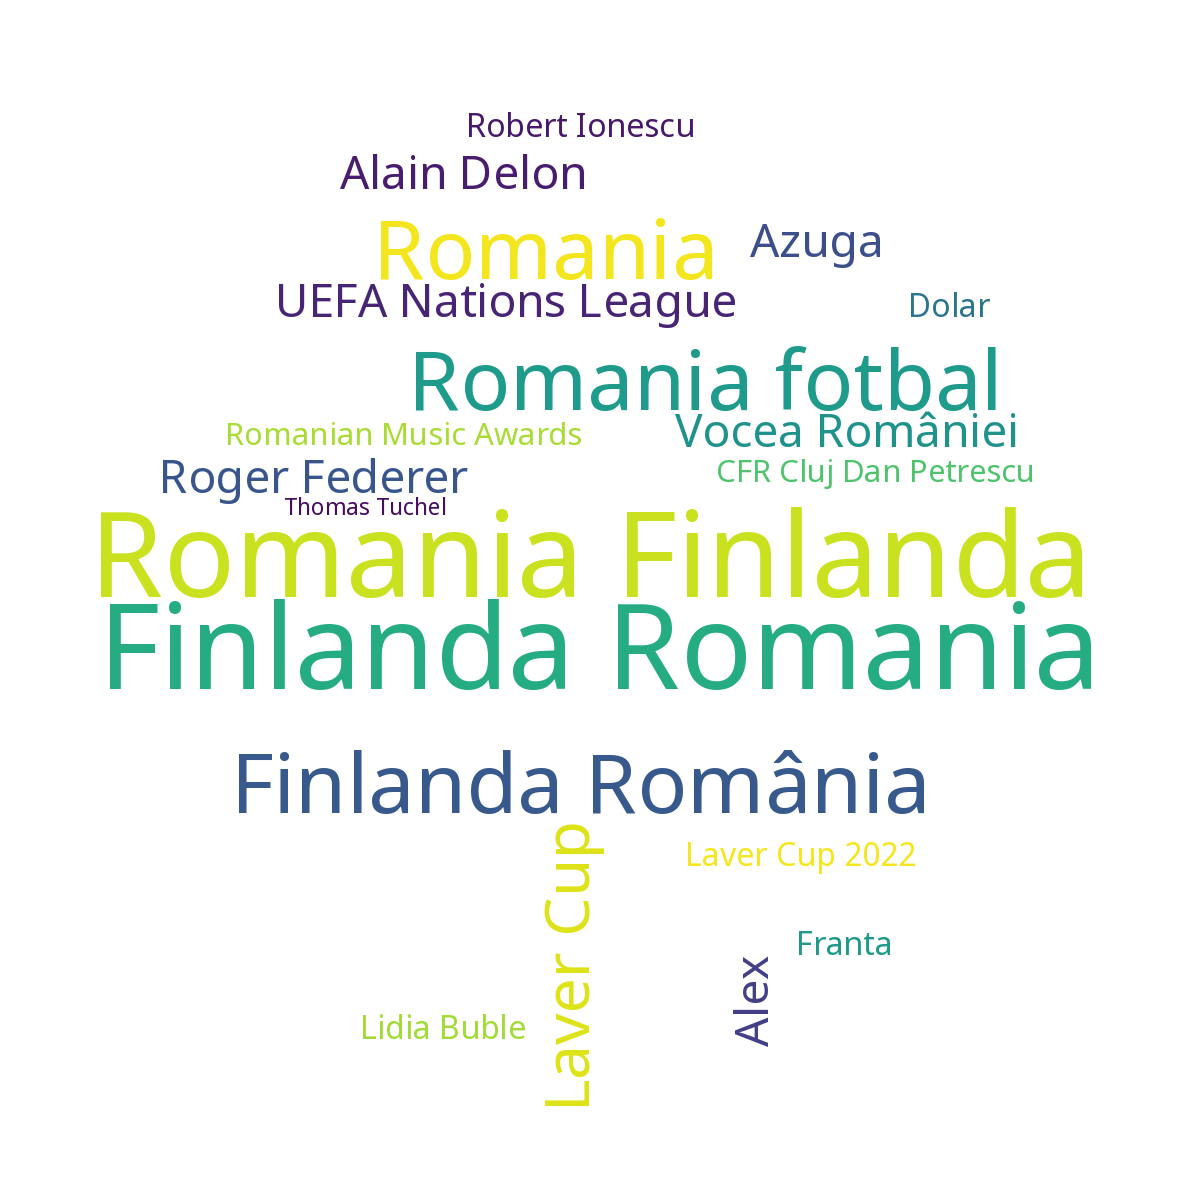 Robert Ionescu
Alain Delon
Romania
Azuga
UEFA Nations League
Dolar
Romania fotbal
Romanian Music Awards
Vocea României
Roger Federer
CFR Cluj Dan Petrescu
Thomas Tuchel
Romania Finlanda
Finlanda Romania
Finlanda România
Laver Cup
Laver Cup 2022
Franta
Alex
Lidia Buble